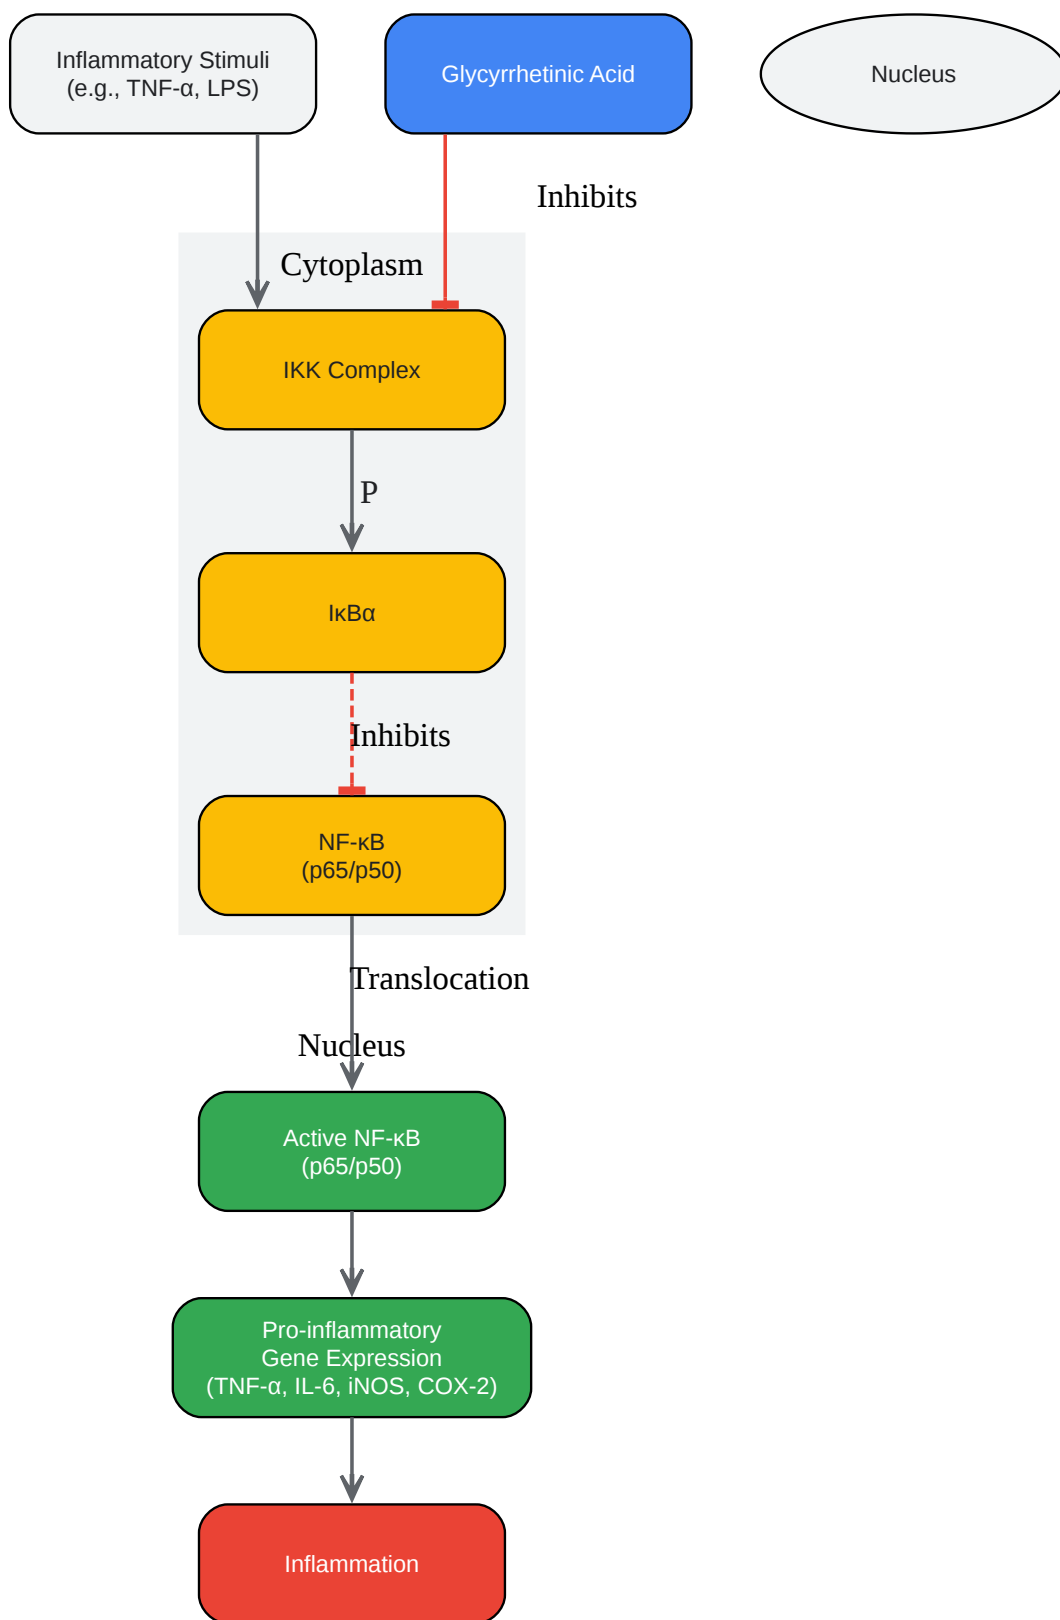 Inflammatory Stimuli
(e.g., TNF-α, LPS)
Glycyrrhetinic Acid
Nucleus
Inhibits
Cytoplasm
IKK Complex
P
IκBα
Inhibits
NF-κB
(p65/p50)
Translocation
Nucleus
Active NF-κB
(p65/p50)
Pro-inflammatory
Gene Expression
(TNF-α, IL-6, iNOS, COX-2)
Inflammation